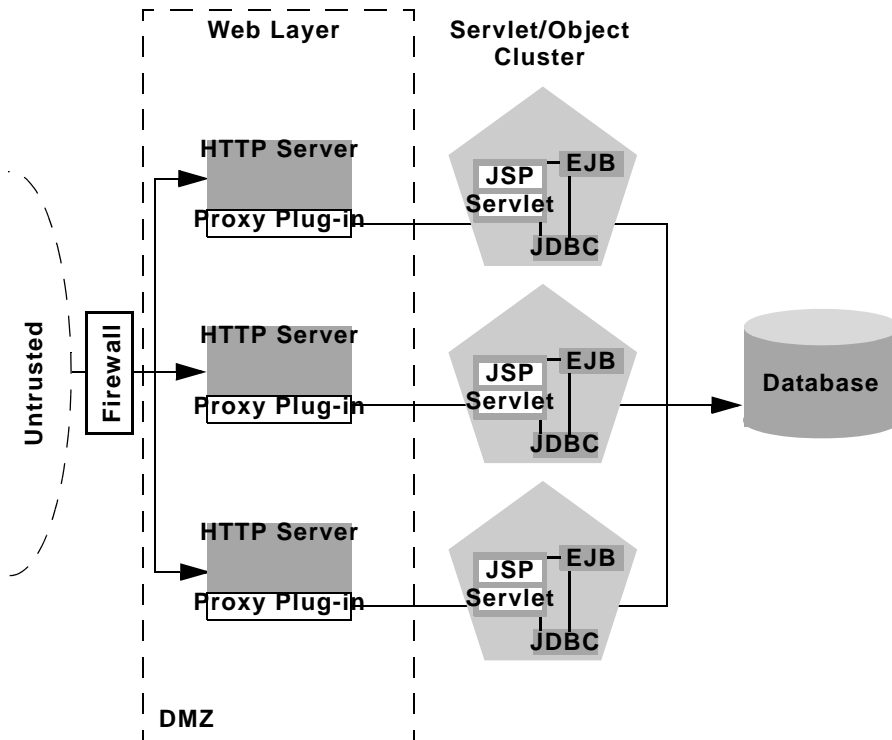 Web Layer
Servlet/Object
Cluster
HTTP Server
Proxy Plug-in
JSP
Servlet
EJB
JDBC
Untrusted
Firewall
HTTP Server
Proxy Plug-in
JSP
Servlet
EJB
JDBC
Database
HTTP Server
Proxy Plug-in
JSP
Servlet
EJB
JDBC
DMZ